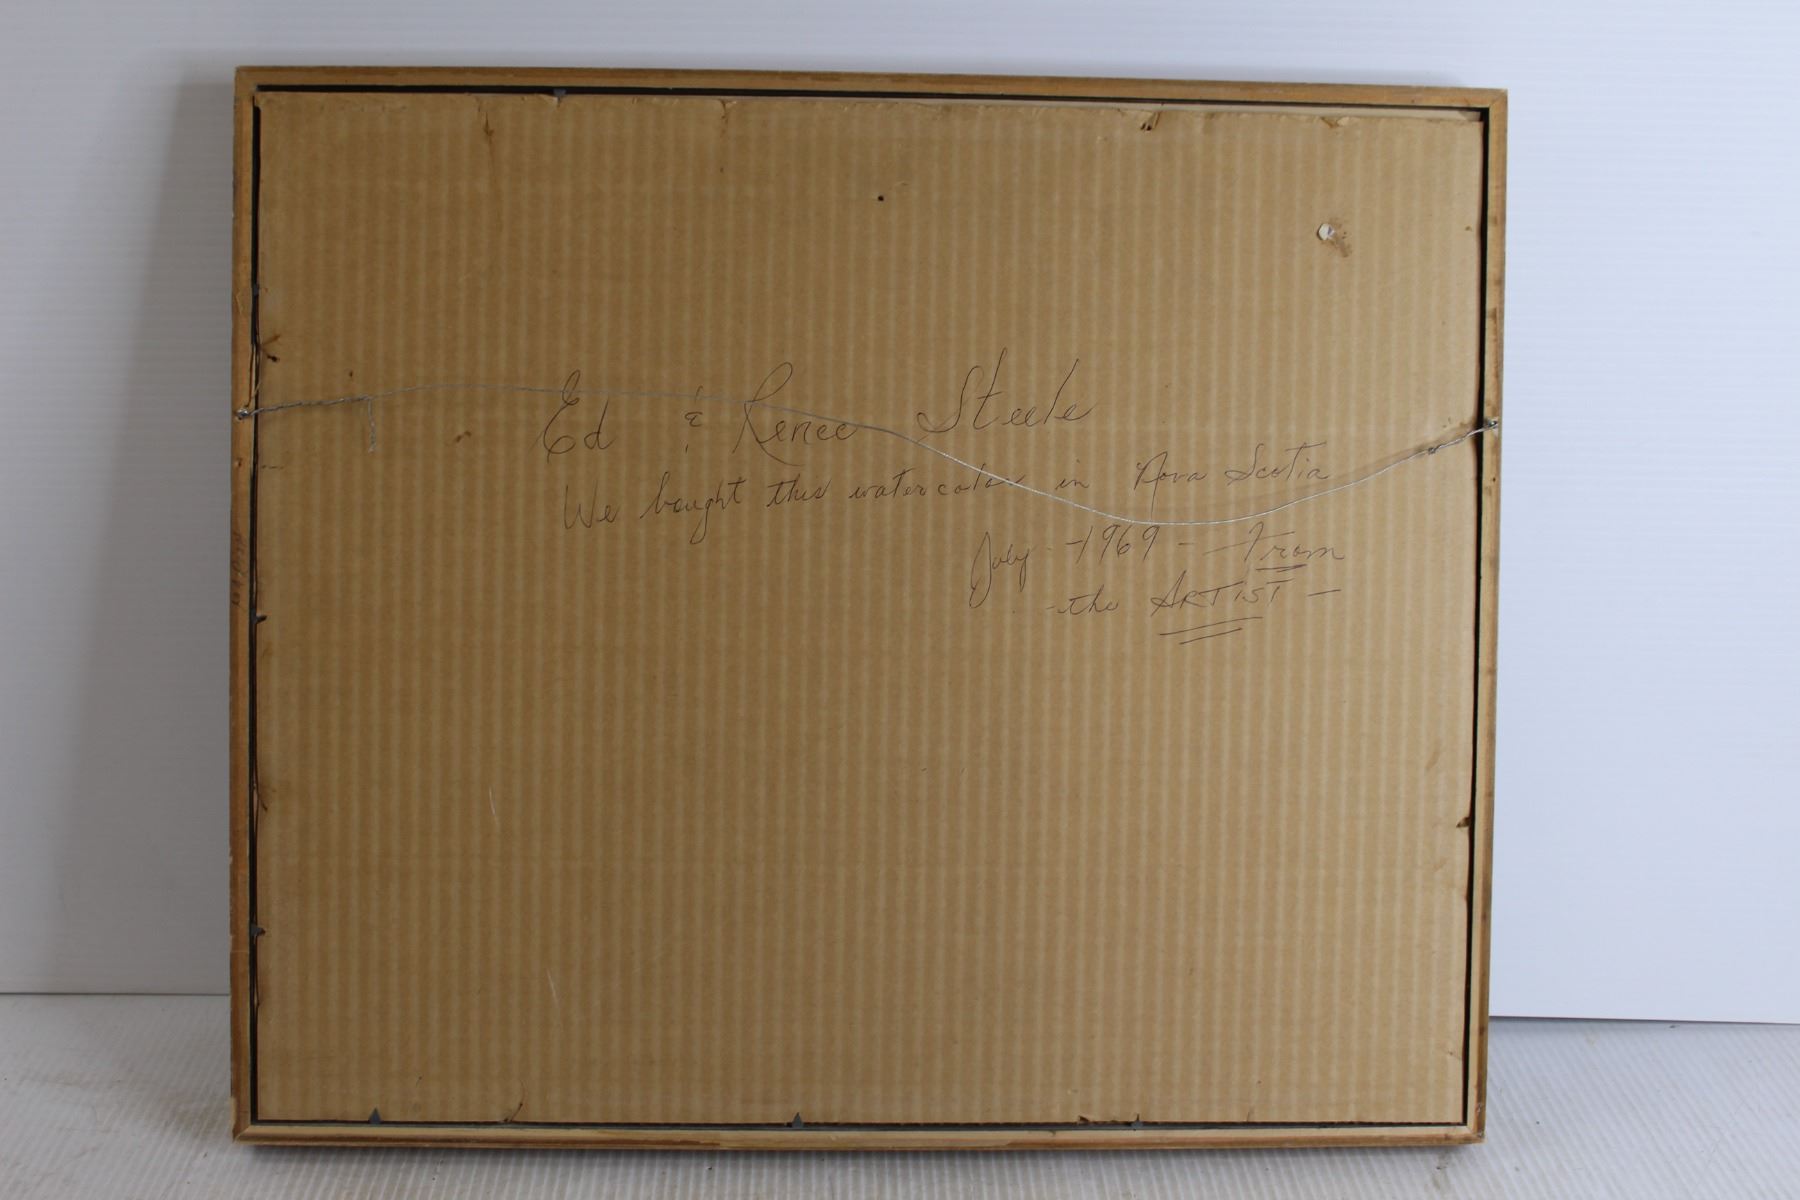 Ed & Renee Steele
We bought this watercolor in Nova Scotia
July - 1969 - From
- the ARTIST -